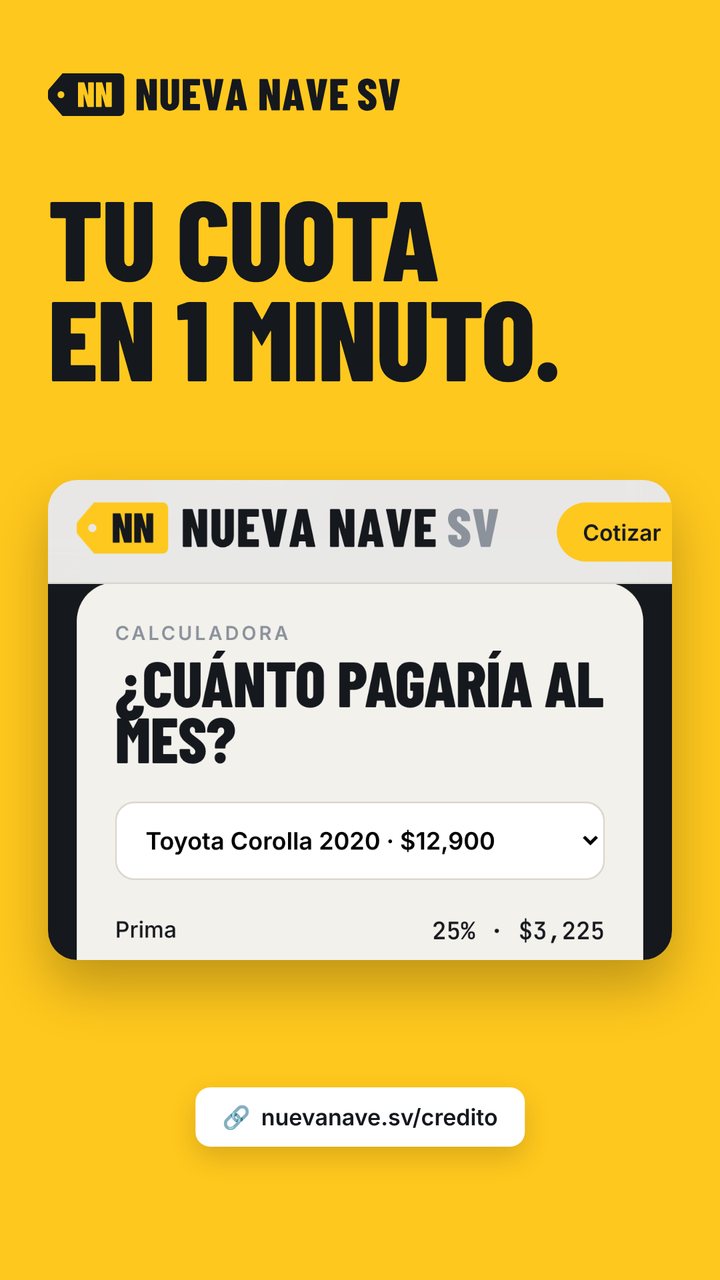 NN NUEVA NAVE SV
TU CUOTA
EN 1 MINUTO.
NN NUEVA NAVE SV Cotizar
CALCULADORA
¿CUÁNTO PAGARÍA AL
MES?
Toyota Corolla 2020 · $12,900
Prima 25% · $3,225
nuevanave.sv/credito